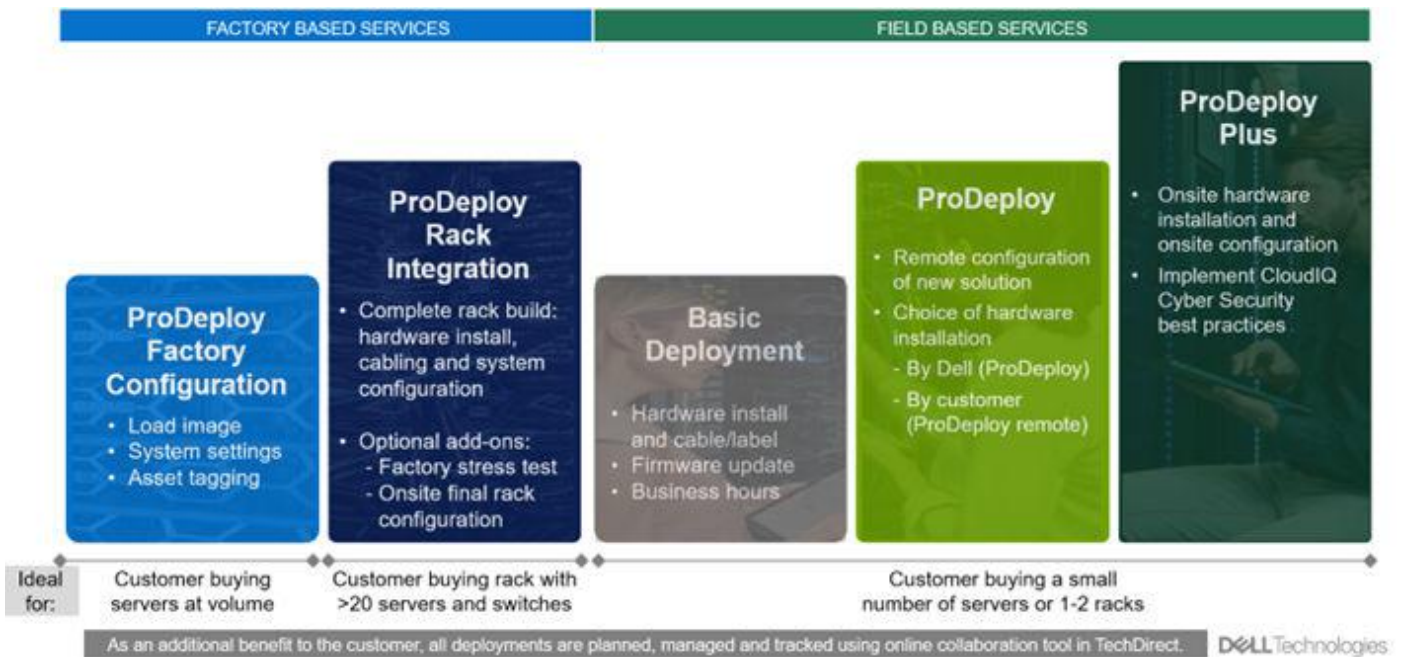 FACTORY BASED SERVICES
FIELD BASED SERVICES
ProDeploy
Factory
Configuration
• Load image
• System settings
• Asset tagging
ProDeploy
Rack
Integration
• Complete rack build:
hardware install,
cabling and system
configuration
• Optional add-ons:
- Factory stress test
- Onsite final rack
configuration
Basic
Deployment
• Hardware install
and cable/label
• Firmware update
• Business hours
ProDeploy
• Remote configuration
of new solution
• Choice of hardware
installation
- By Dell (ProDeploy)
- By customer
(ProDeploy remote)
ProDeploy
Plus
• Onsite hardware
installation and
onsite configuration
• Implement CloudIQ
Cyber Security
best practices
Ideal
for:
Customer buying
servers at volume
Customer buying rack with
>20 servers and switches
Customer buying a small
number of servers or 1-2 racks
As an additional benefit to the customer, all deployments are planned, managed and tracked using online collaboration tool in TechDirect.
DELL Technologies